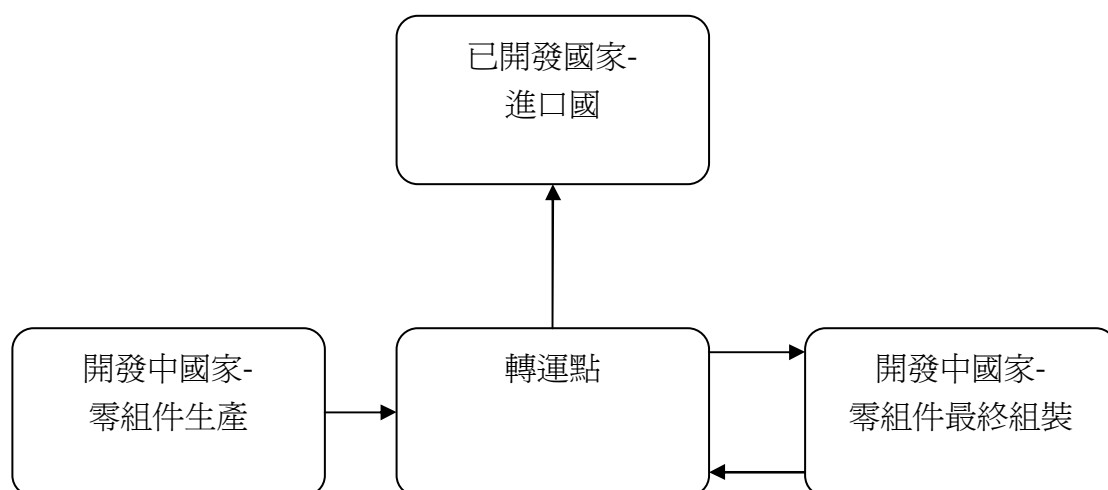 已開發國家-
進口國
開發中國家-
零組件生產
轉運點
開發中國家-
零組件最終組裝